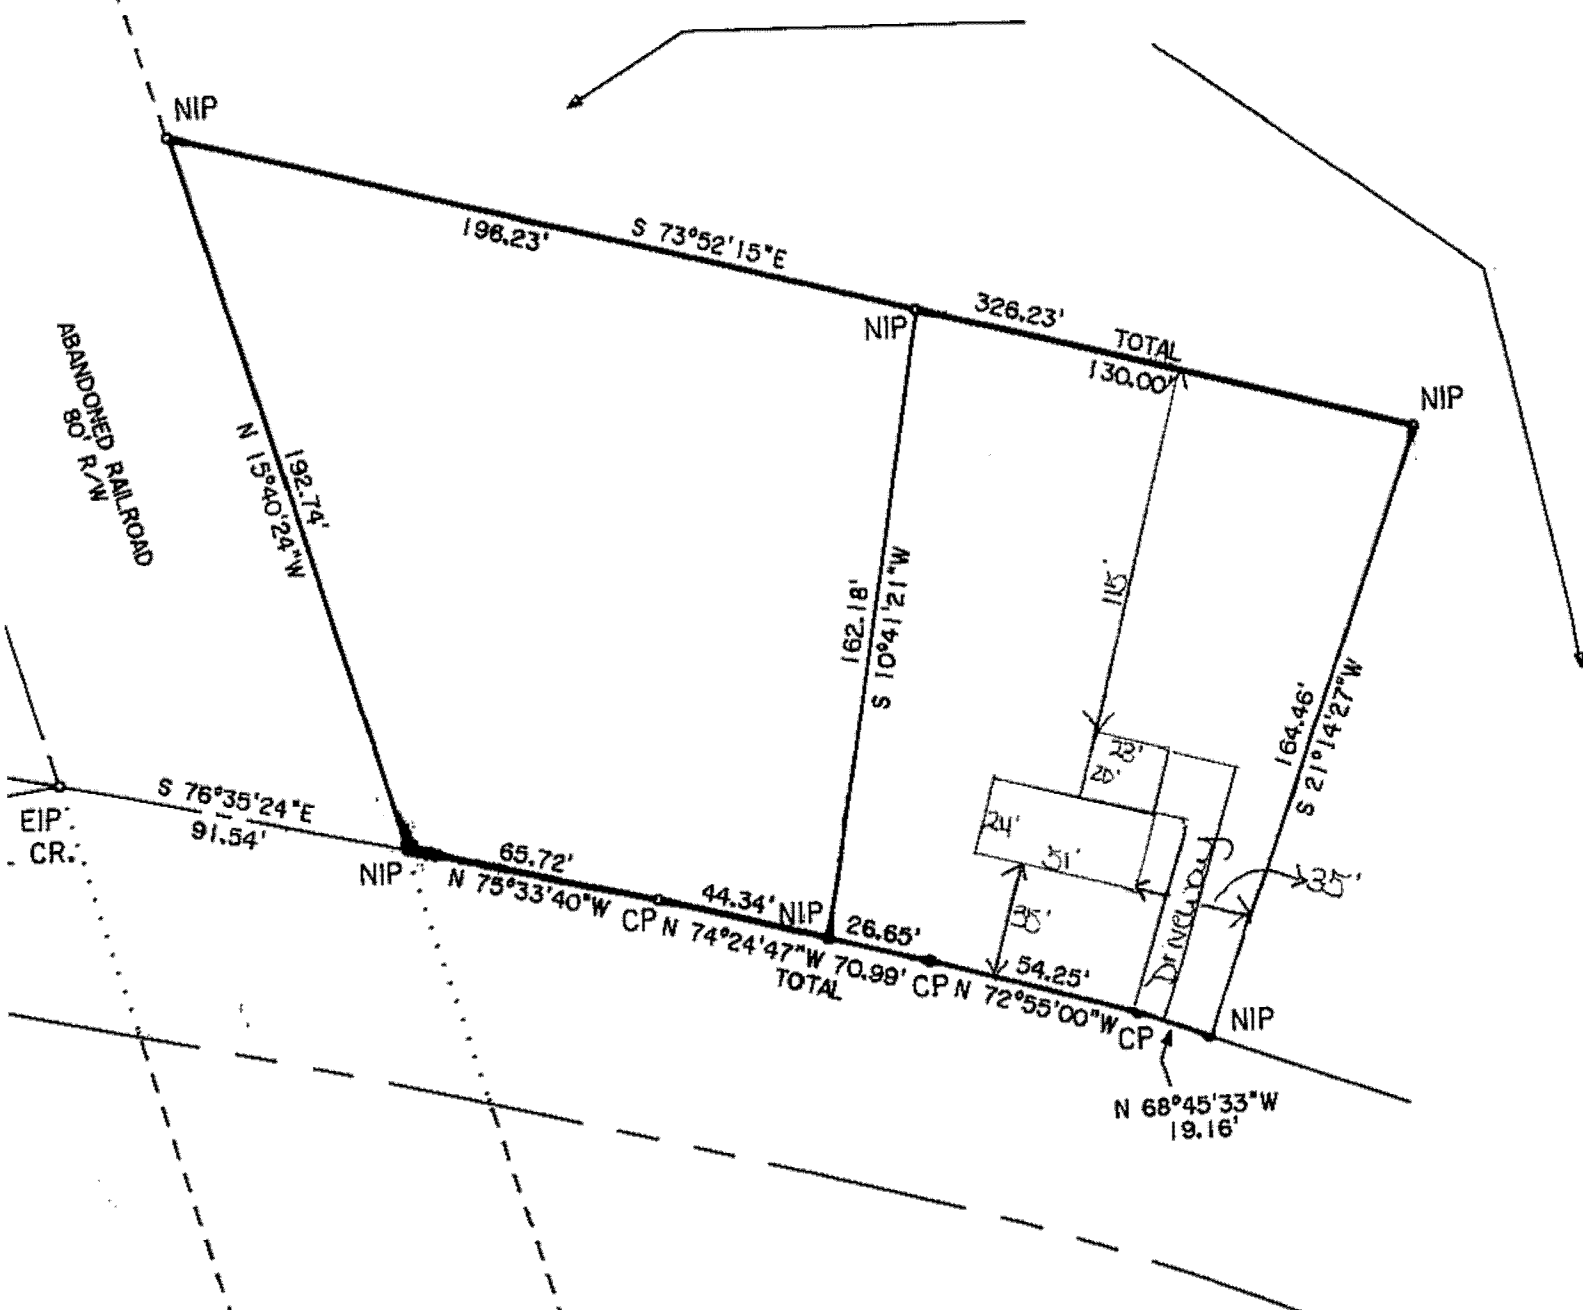 NIP
196.23'
S 73°52'15"E
326.23'
TOTAL
130.00'
NIP
NIP
ABANDONED RAILROAD
80' R/W
192.74'
N 15°40'24"W
162.18'
S 10°41'21"W
115'
164.46'
S 21°14'27"W
23'
20'
24'
51'
35'
Driveway
35'
S 76°35'24"E
91.54'
EIP
CR.
NIP
65.72'
N 75°33'40"W
CP
44.34'
N 74°24'47"W 70.99'
TOTAL
NIP
26.65'
CP
54.25'
N 72°55'00"W
CP
NIP
N 68°45'33"W
19.16'